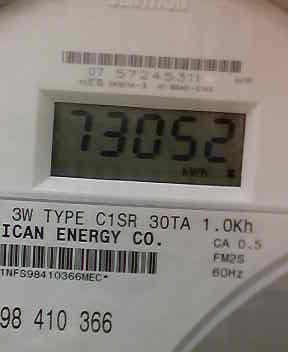 07 57245311
73052
kWh
3W TYPE C1SR 30TA 1.0Kh
ICAN ENERGY CO.
CA 0.5
FM2S
60Hz
1NFS98410366MEC*
98 410 366